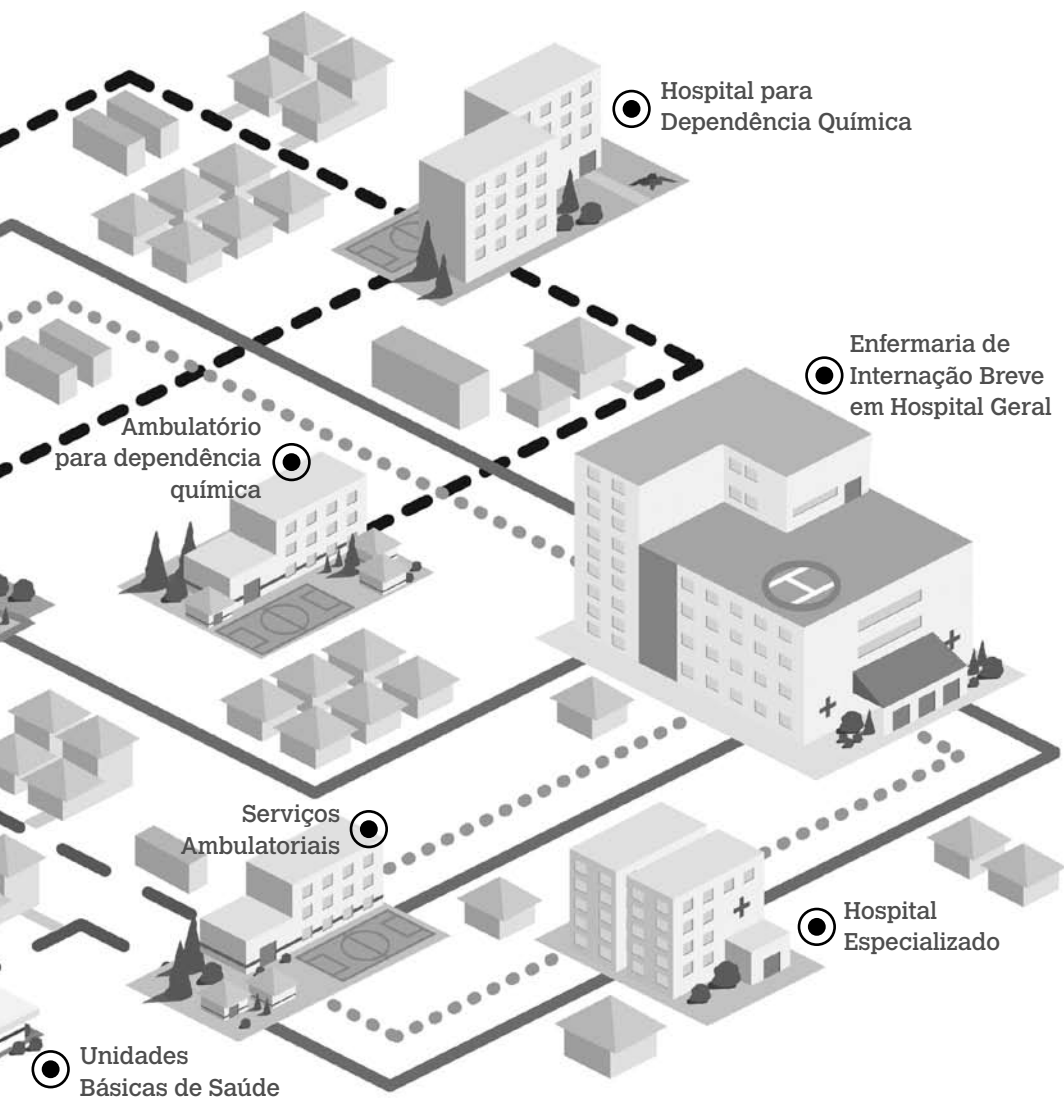 Hospital para
Dependência Química
Enfermaria de
Internação Breve
em Hospital Geral
Ambulatório
para dependência
química
H
Serviços
Ambulatoriais
Hospital
Especializado
Unidades
Básicas de Saúde